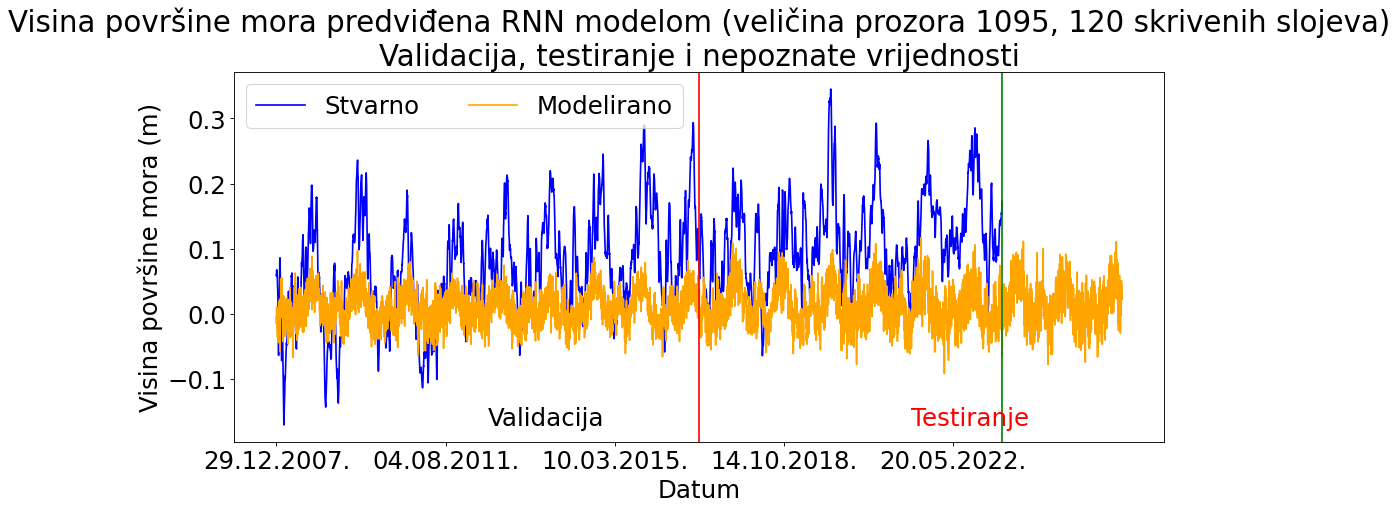 Visina površine mora predviđena RNN modelom (veličina prozora 1095, 120 skrivenih slojeva)
Validacija, testiranje i nepoznate vrijednosti
Stvarno Modelirano
Visina površine mora (m)
0.3
0.2
0.1
0.0
−0.1
Validacija Testiranje
29.12.2007. 04.08.2011. 10.03.2015. 14.10.2018. 20.05.2022.
Datum